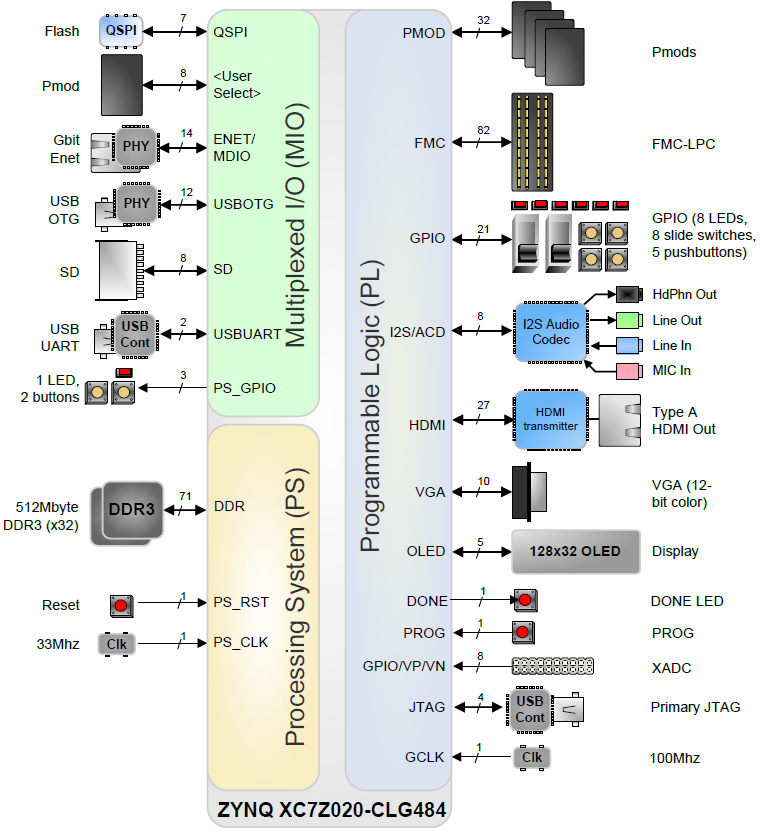 Flash
QSPI
7
QSPI
Pmod
8
<User
Select>
Gbit
Enet
PHY
14
ENET/
MDIO
USB
OTG
PHY
12
USBOTG
SD
8
SD
USB
UART
USB
Cont
2
USBUART
1 LED,
2 buttons
3
PS_GPIO
Multiplexed I/O (MIO)
512Mbyte
DDR3 (x32)
DDR3
71
DDR
Reset
1
PS_RST
33Mhz
Clk
1
PS_CLK
Processing System (PS)
Programmable Logic (PL)
PMOD
32
Pmods
FMC
82
FMC-LPC
GPIO
21
GPIO (8 LEDs,
8 slide switches,
5 pushbuttons)
I2S/ACD
8
I2S Audio
Codec
HdPhn Out
Line Out
Line In
MIC In
HDMI
27
HDMI
transmitter
Type A
HDMI Out
VGA
10
VGA (12-
bit color)
OLED
5
128x32 OLED
Display
DONE
1
DONE LED
PROG
1
PROG
GPIO/VP/VN
8
XADC
JTAG
4
USB
Cont
Primary JTAG
GCLK
1
Clk
100Mhz
ZYNQ XC7Z020-CLG484